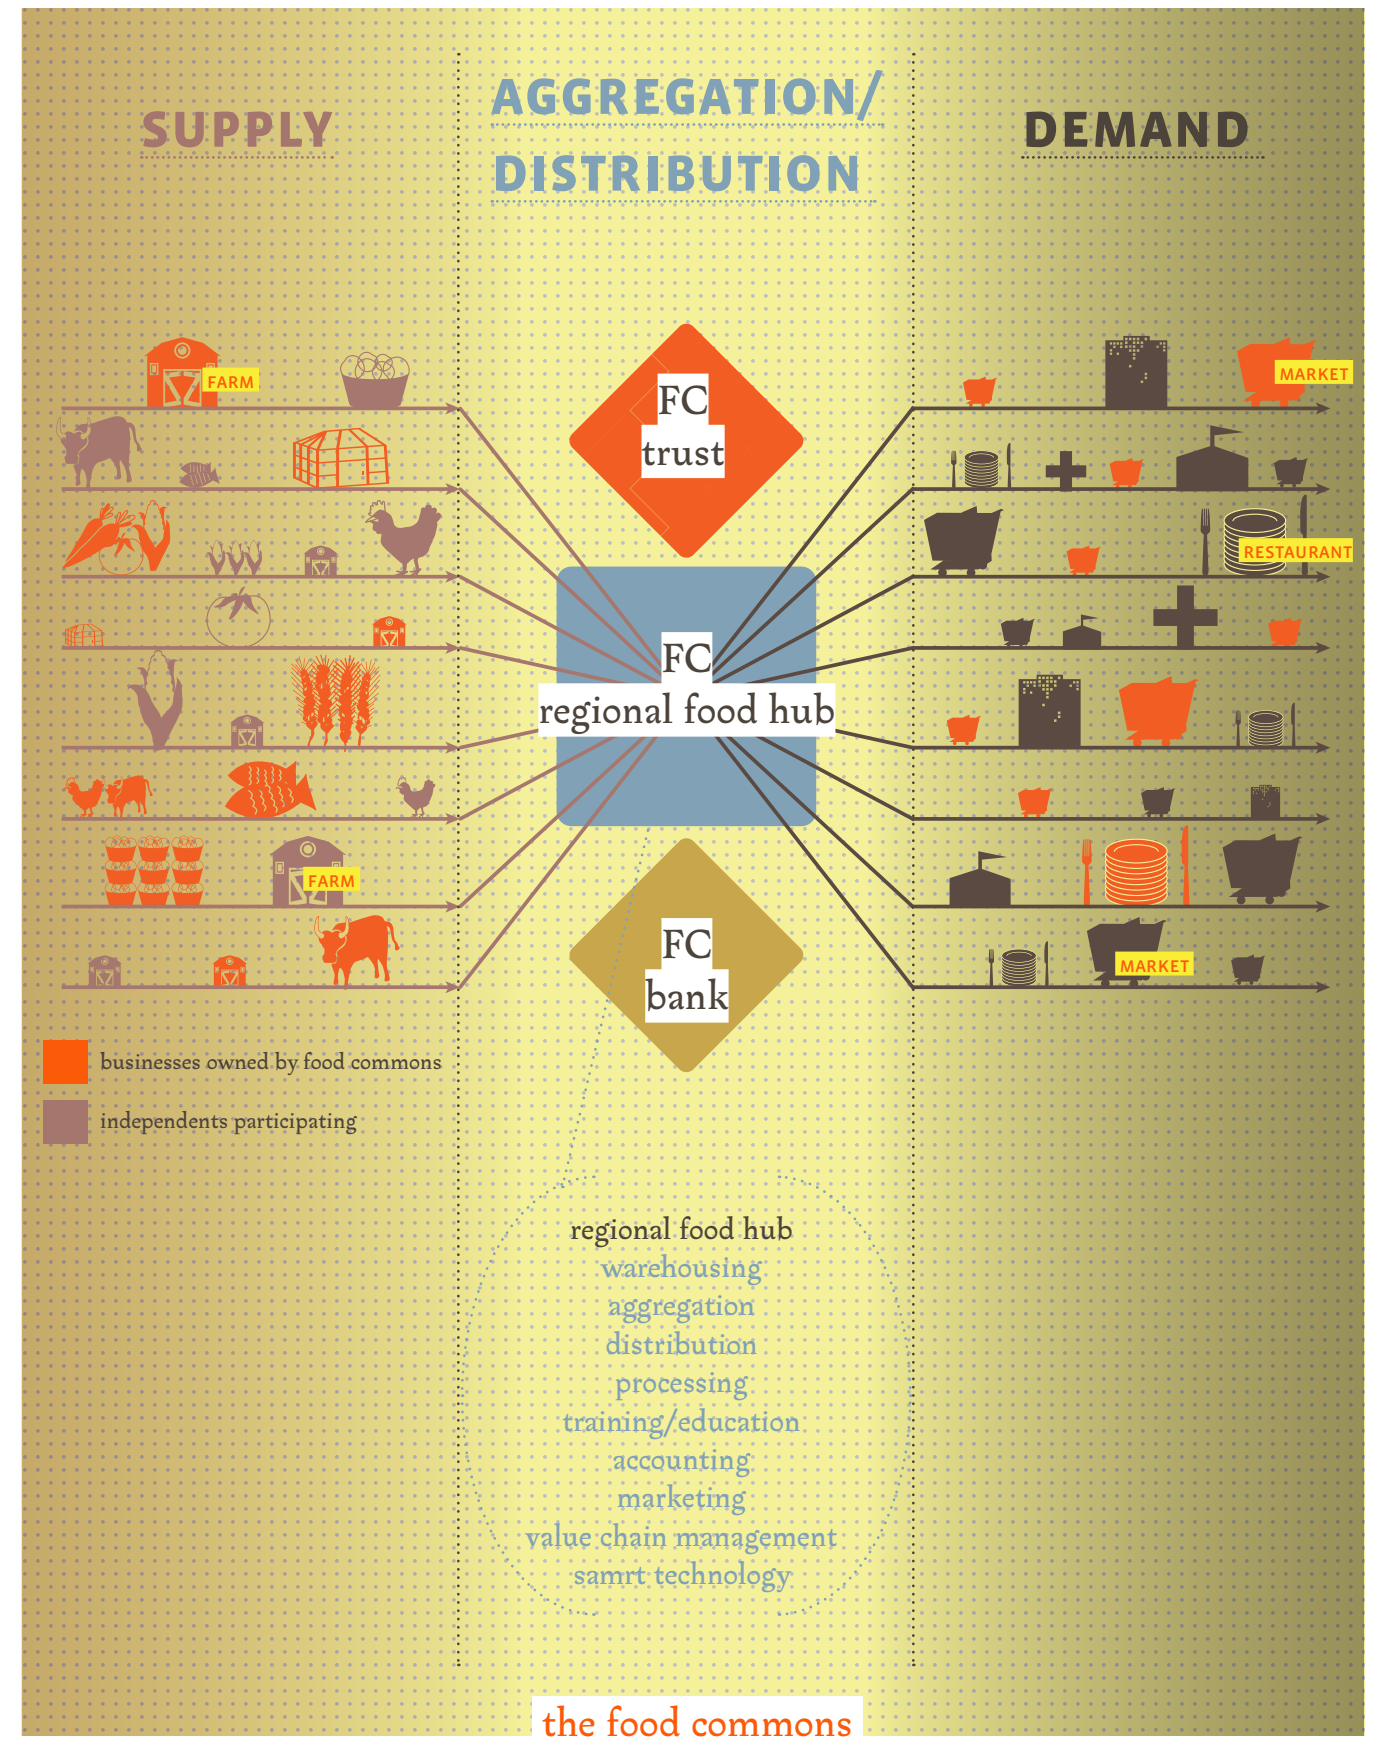 SUPPLY
AGGREGATION/
DISTRIBUTION
DEMAND
FARM
MARKET
RESTAURANT
FARM
MARKET
FC
trust
FC
regional food hub
FC
bank
businesses owned by food commons
independents participating
regional food hub
warehousing
aggregation
distribution
processing
training/education
accounting
marketing
value chain management
samrt technology
the food commons